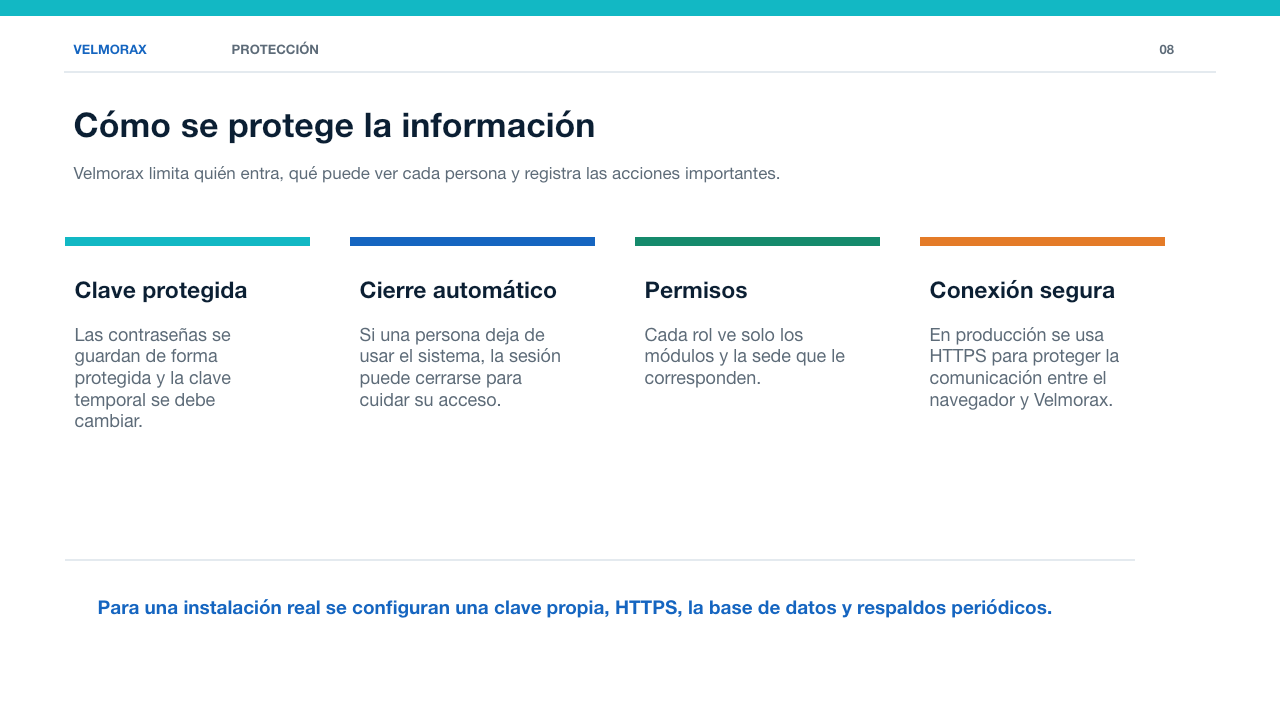 VELMORAX PROTECCIÓN 08
Cómo se protege la información
Velmorax limita quién entra, qué puede ver cada persona y registra las acciones importantes.
Clave protegida
Las contraseñas se
guardan de forma
protegida y la clave
temporal se debe
cambiar.
Cierre automático
Si una persona deja de
usar el sistema, la sesión
puede cerrarse para
cuidar su acceso.
Permisos
Cada rol ve solo los
módulos y la sede que le
corresponden.
Conexión segura
En producción se usa
HTTPS para proteger la
comunicación entre el
navegador y Velmorax.
Para una instalación real se configuran una clave propia, HTTPS, la base de datos y respaldos periódicos.